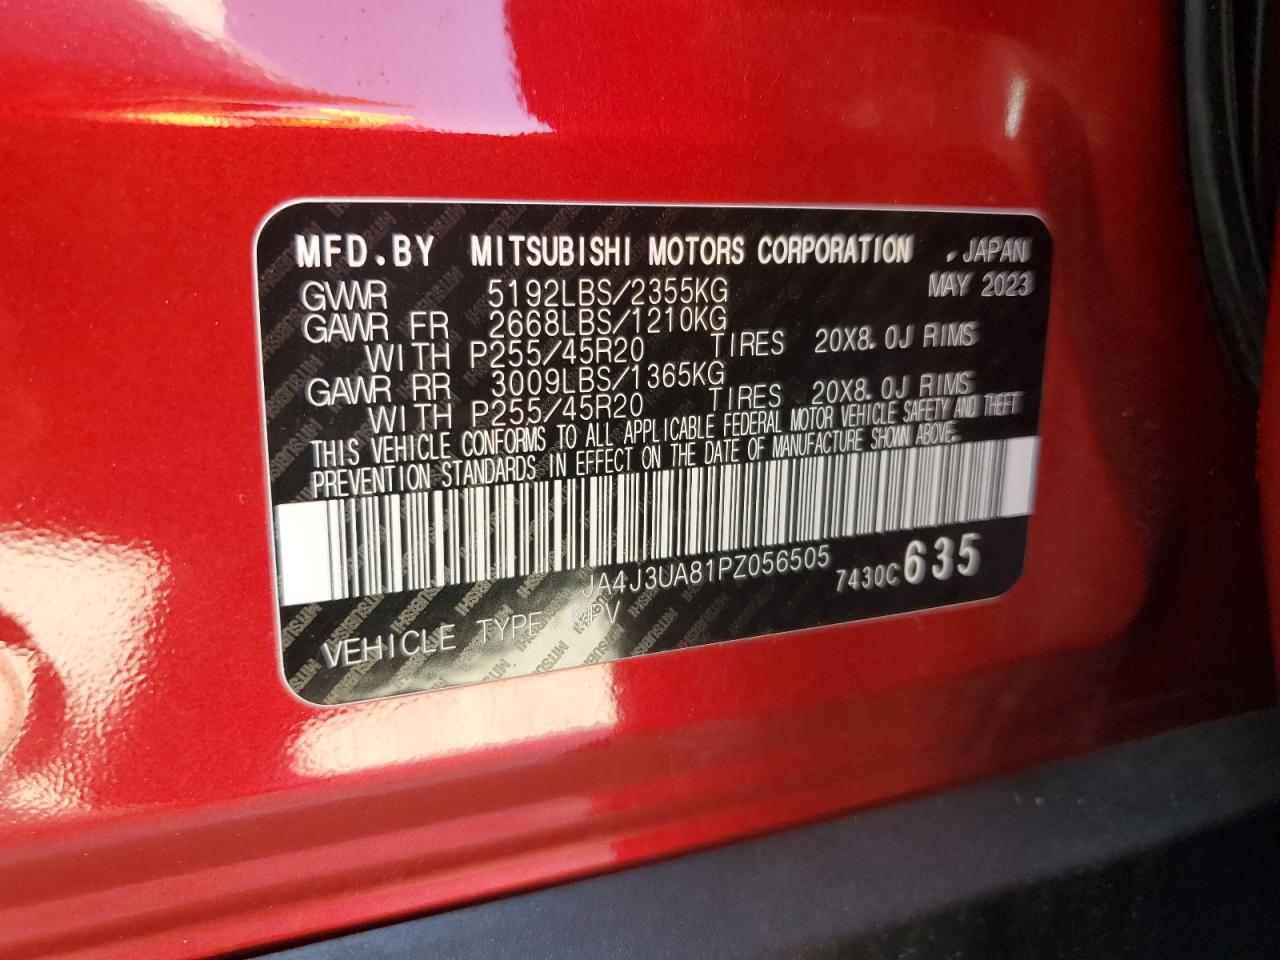 MFD.BY MITSUBISHI MOTORS CORPORATION , JAPAN
GVWR 5192LBS/2355KG MAY 2023
GAWR FR 2668LBS/1210KG
WITH P255/45R20 TIRES 20X8.0J RIMS
GAWR RR 3009LBS/1365KG
WITH P255/45R20 TIRES 20X8.0J RIMS
THIS VEHICLE CONFORMS TO ALL APPLICABLE FEDERAL MOTOR VEHICLE SAFETY AND THEFT
PREVENTION STANDARDS IN EFFECT ON THE DATE OF MANUFACTURE SHOWN ABOVE.
JA4J3UA81PZ056505 7430C635
VEHICLE TYPE MPV